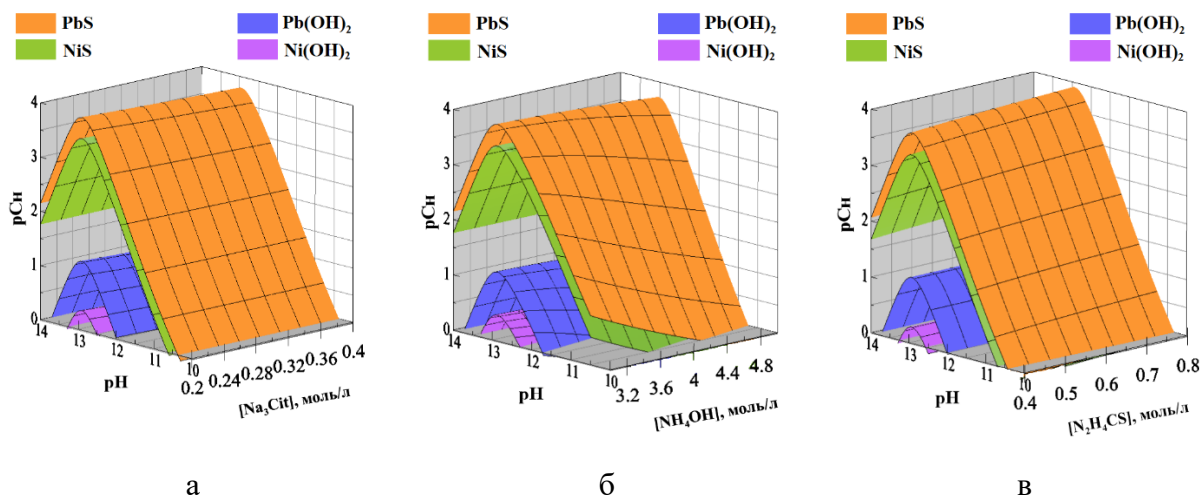 PbS
Pb(OH)₂
NiS
Ni(OH)₂
pCн
4
3
2
1
0
14
13
12
11
10
pH
0.2
0.24
0.28
0.32
0.36
0.4
[Na₃Cit], моль/л
а
PbS
Pb(OH)₂
NiS
Ni(OH)₂
pCн
4
3
2
1
0
14
13
12
11
10
pH
3.2
3.6
4
4.4
4.8
[NH₄OH], моль/л
б
PbS
Pb(OH)₂
NiS
Ni(OH)₂
pCн
4
3
2
1
0
14
13
12
11
10
pH
0.4
0.5
0.6
0.7
0.8
[N₂H₄CS], моль/л
в